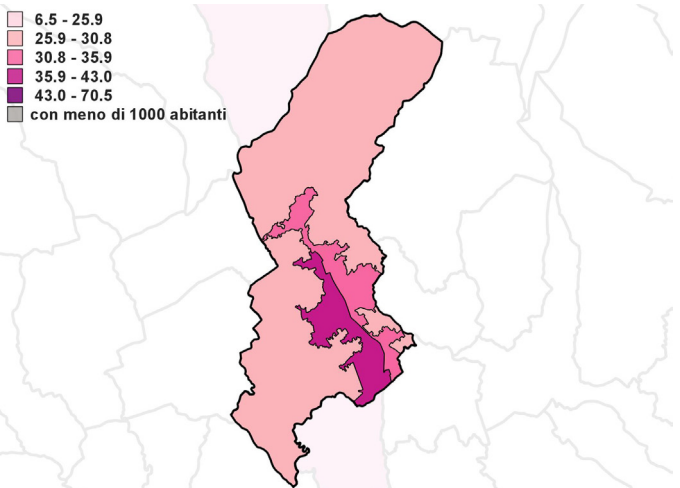 6.5 - 25.9
25.9 - 30.8
30.8 - 35.9
35.9 - 43.0
43.0 - 70.5
con meno di 1000 abitanti